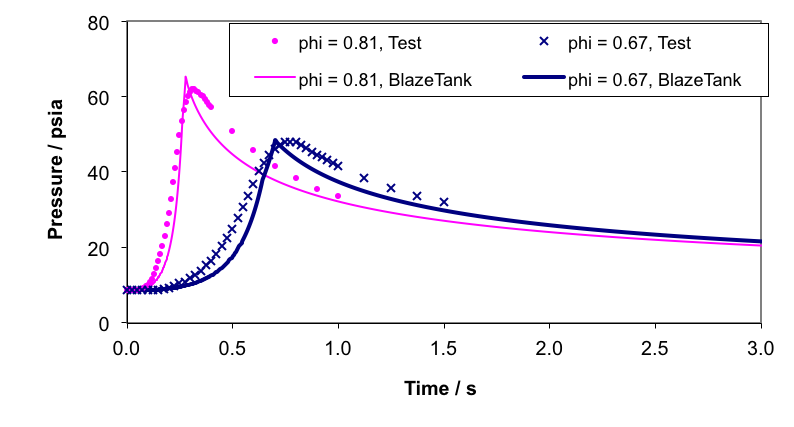 80
phi = 0.81, Test
phi = 0.67, Test
phi = 0.81, BlazeTank
phi = 0.67, BlazeTank
60
40
20
0
Pressure / psia
0.0 0.5 1.0 1.5 2.0 2.5 3.0
Time / s